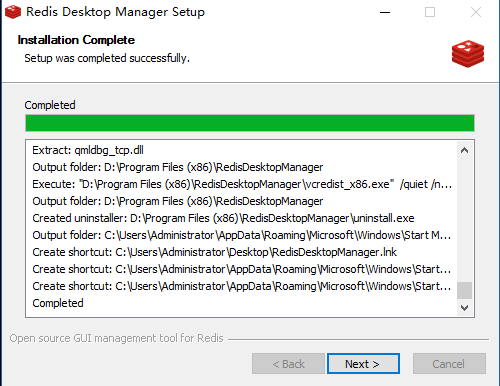 Redis Desktop Manager Setup
Installation Complete
Setup was completed successfully.
Completed
Extract: qmldbg_tcp.dll
Output folder: D:\Program Files (x86)\RedisDesktopManager
Execute: "D:\Program Files (x86)\RedisDesktopManager\vcredist_x86.exe" /quiet /n...
Output folder: D:\Program Files (x86)\RedisDesktopManager
Created uninstaller: D:\Program Files (x86)\RedisDesktopManager\uninstall.exe
Output folder: C:\Users\Administrator\AppData\Roaming\Microsoft\Windows\Start M...
Create shortcut: C:\Users\Administrator\Desktop\RedisDesktopManager.lnk
Create shortcut: C:\Users\Administrator\AppData\Roaming\Microsoft\Windows\Start...
Create shortcut: C:\Users\Administrator\AppData\Roaming\Microsoft\Windows\Start...
Completed
Open source GUI management tool for Redis
< Back Next > Cancel